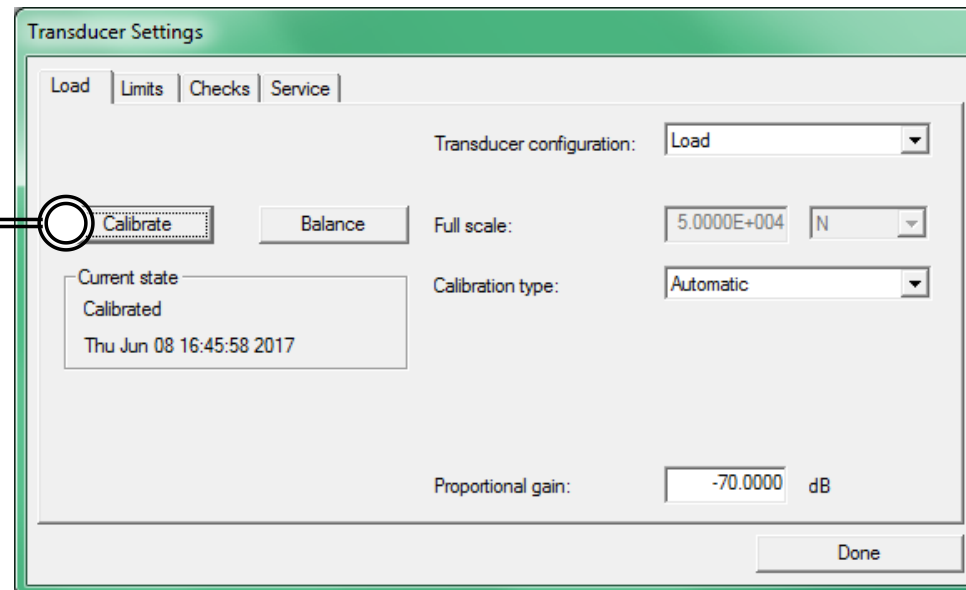 Transducer Settings
Load Limits Checks Service
Transducer configuration: Load
Calibrate Balance Full scale: 5.0000E+004 N
Current state
Calibration type: Automatic
Calibrated
Thu Jun 08 16:45:58 2017
Proportional gain: -70.0000 dB
Done